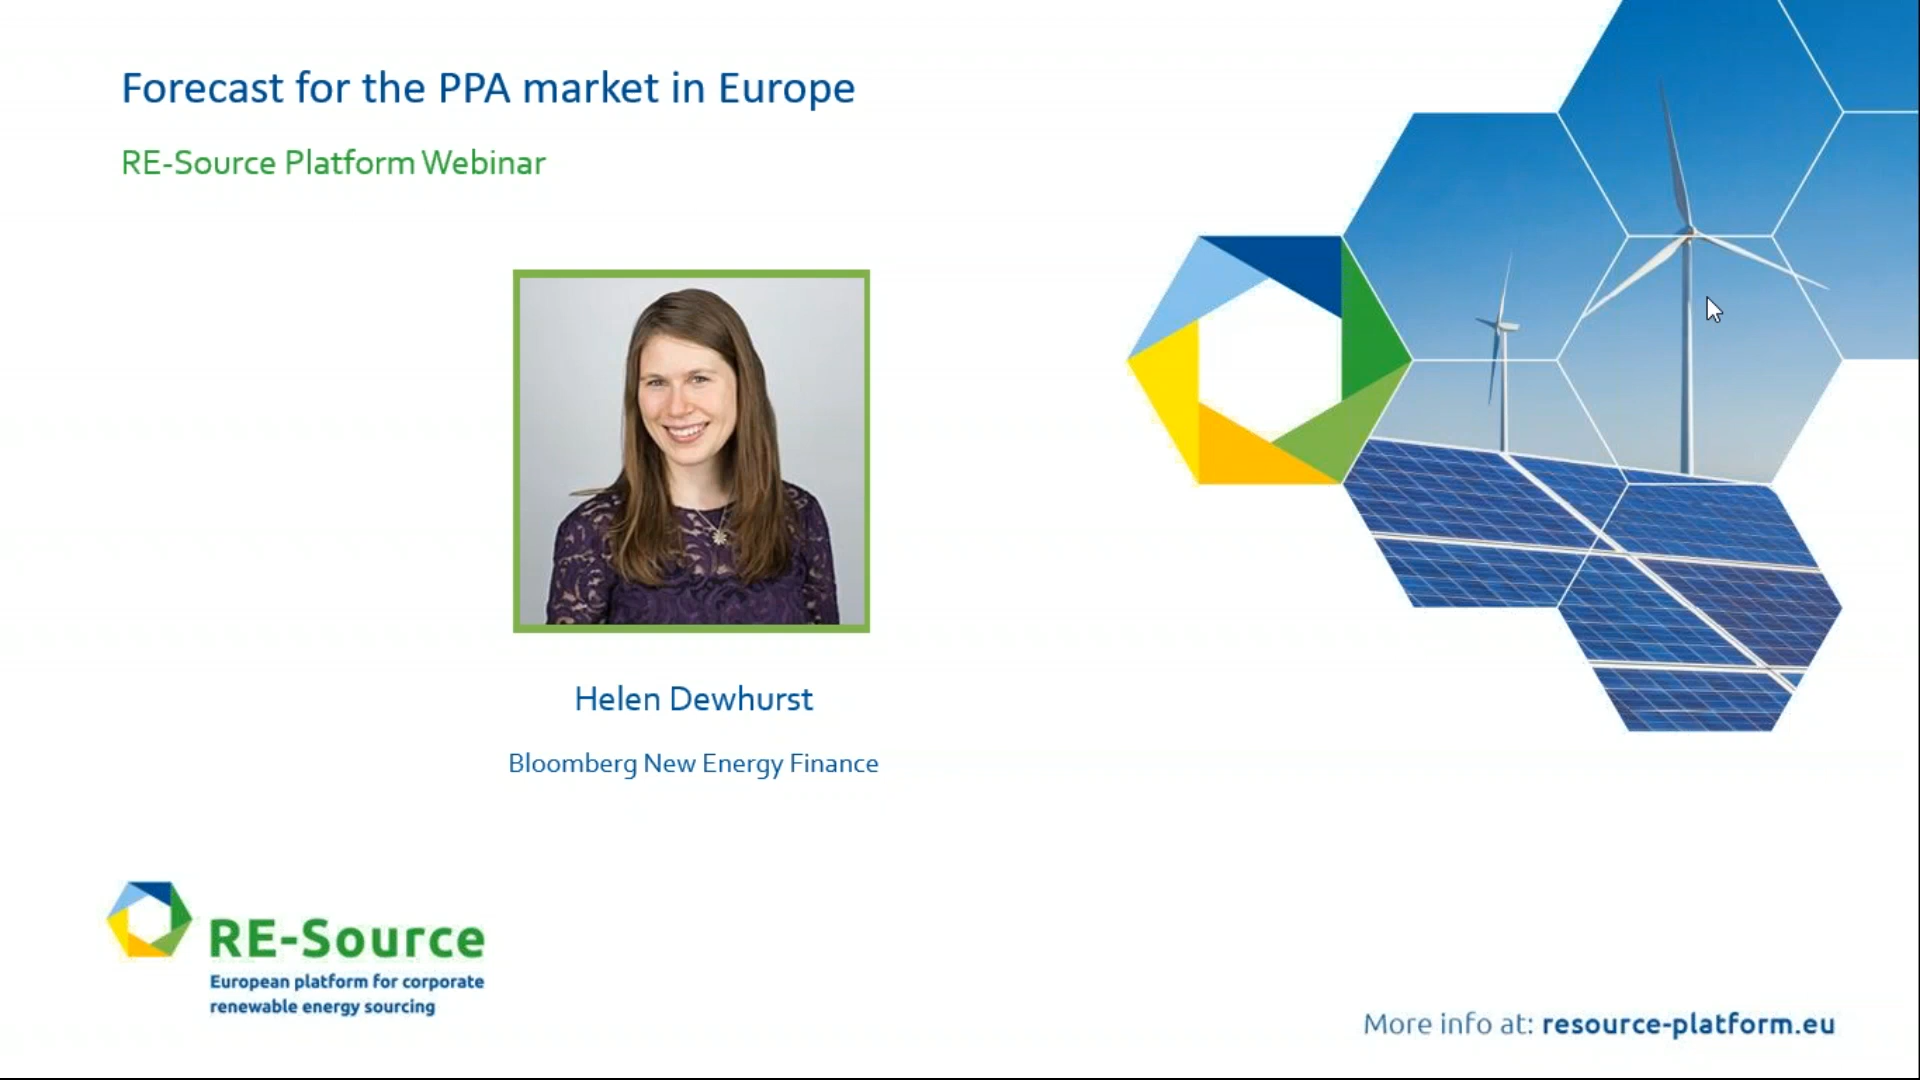 Forecast for the PPA market in Europe
RE-Source Platform Webinar
Helen Dewhurst
Bloomberg New Energy Finance
RE-Source
European platform for corporate
renewable energy sourcing
More info at: resource-platform.eu